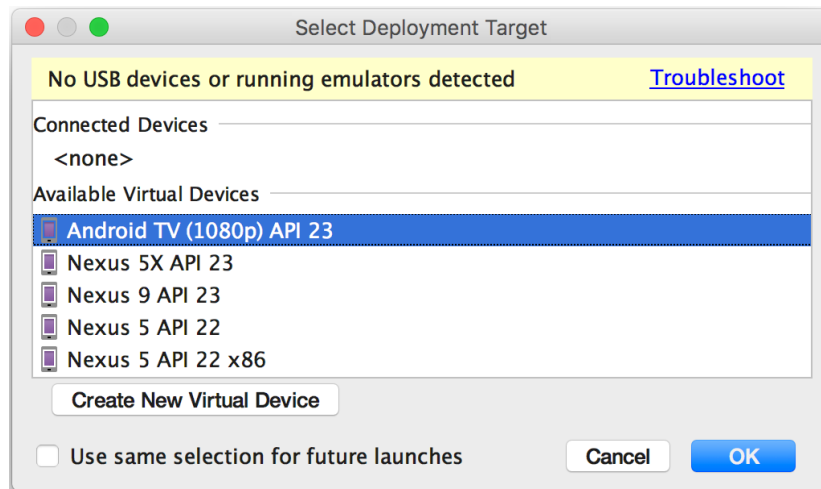 Select Deployment Target
No USB devices or running emulators detected Troubleshoot
Connected Devices
<none>
Available Virtual Devices
Android TV (1080p) API 23
Nexus 5X API 23
Nexus 9 API 23
Nexus 5 API 22
Nexus 5 API 22 x86
Create New Virtual Device
Use same selection for future launches Cancel OK